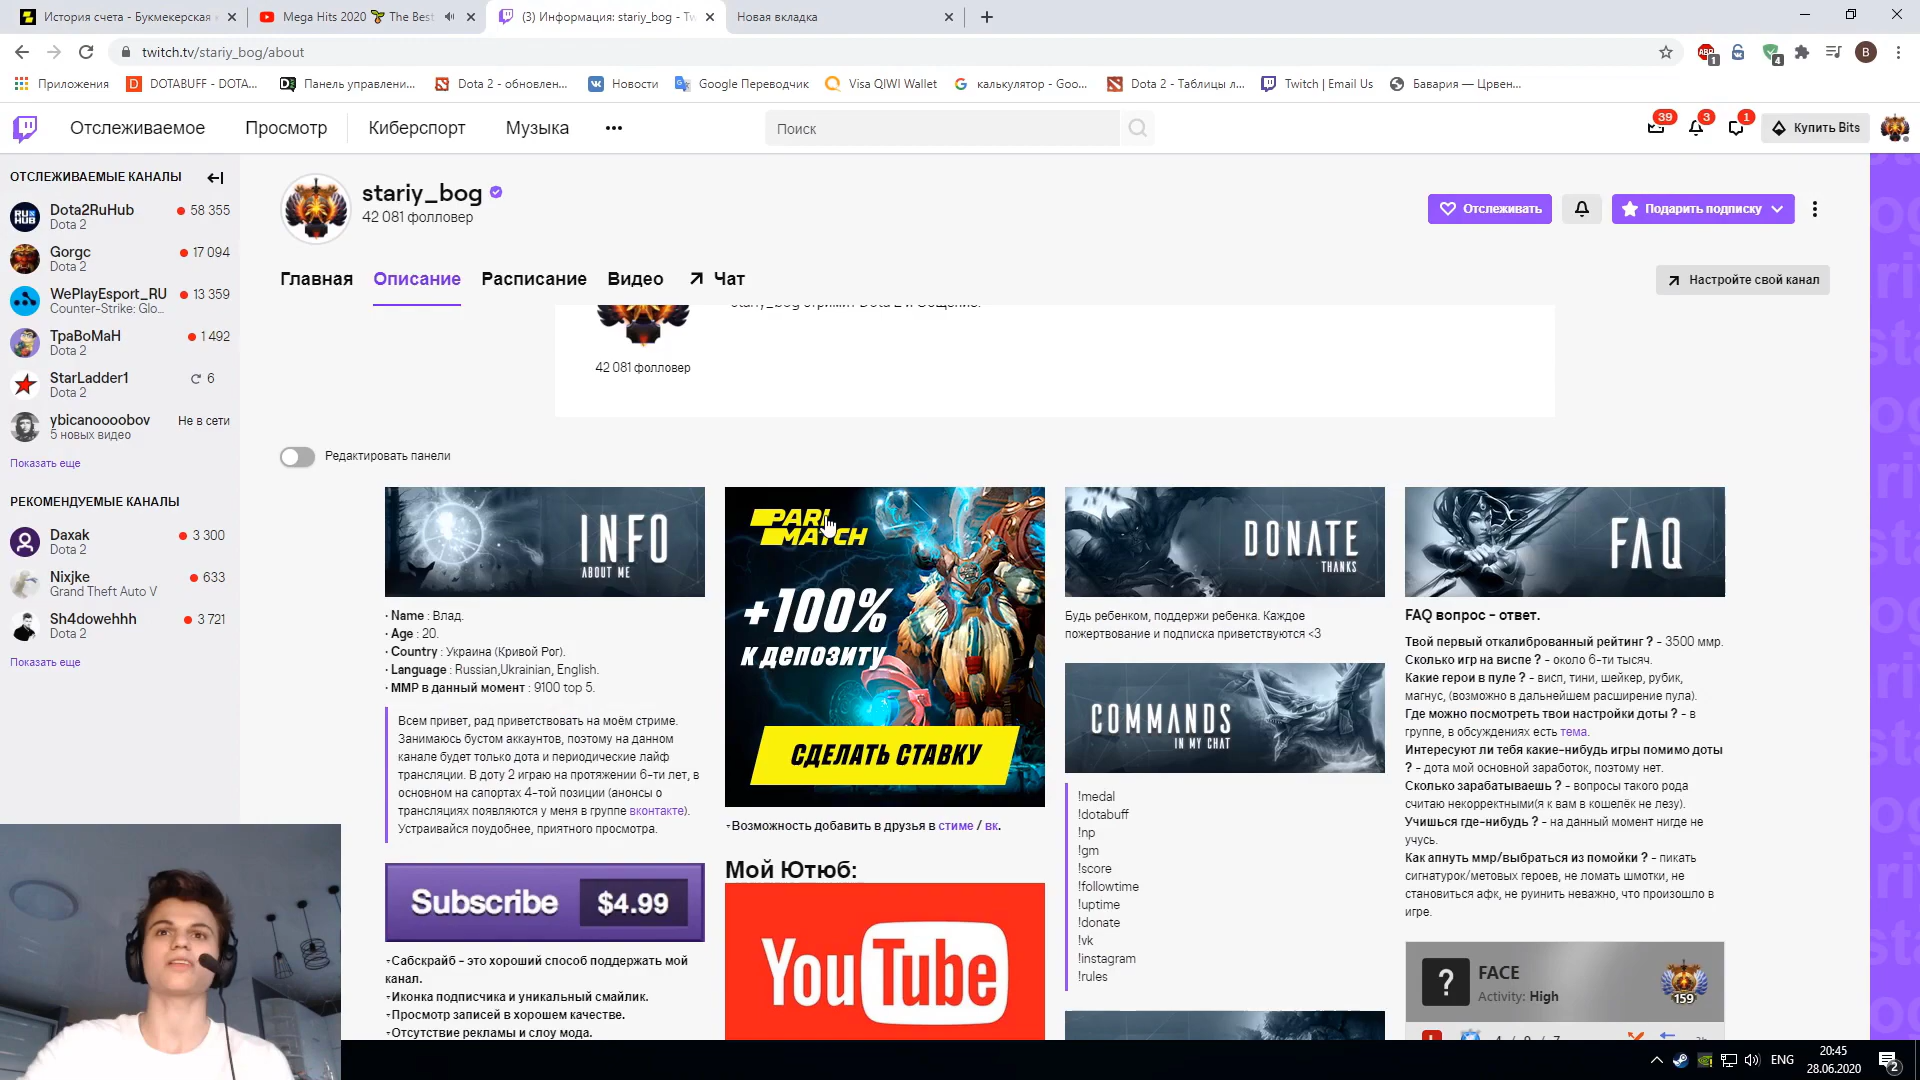 История счета - Букмекерская
Mega Hits 2020 🌱 The Best
(3) Информация: stariy_bog - Tw
Новая вкладка
twitch.tv/stariy_bog/about
ABP
1
4
B
Приложения
DOTABUFF - DOTA...
Панель управлени...
Dota 2 - обновлен...
Новости
Google Переводчик
Visa QIWI Wallet
калькулятор - Goo...
Dota 2 - Таблицы л...
Twitch | Email Us
Бавария — Црвен...
Отслеживаемое
Просмотр
Киберспорт
Музыка
Поиск
39
3
1
Купить Bits
ОТСЛЕЖИВАЕМЫЕ КАНАЛЫ
Dota2RuHub
58 355
Dota 2
Gorgc
17 094
Dota 2
WePlayEsport_RU
13 359
Counter-Strike: Glo...
ТраВоМаН
1 492
Dota 2
StarLadder1
6
Dota 2
ybicanoooobov
Не в сети
5 новых видео
Показать еще
РЕКОМЕНДУЕМЫЕ КАНАЛЫ
Daxak
3 300
Dota 2
Nixjke
633
Grand Theft Auto V
Sh4dowehhh
3 721
Dota 2
Показать еще
stariy_bog
42 081 фолловер
Отслеживать
Подарить подписку
Главная
Описание
Расписание
Видео
Чат
Настройте свой канал
stariy_bog стримит Dota 2 и Общение.
42 081 фолловер
Редактировать панели
INFO
ABOUT ME
· Name : Влад.
· Age : 20.
· Country : Украина (Кривой Рог).
· Language : Russian,Ukrainian, English.
· MMP в данный момент : 9100 top 5.
Всем привет, рад приветствовать на моём стриме.
Занимаюсь бустом аккаунтов, поэтому на данном
канале будет только дота и периодические лайф
трансляции. В доту 2 играю на протяжении 6-ти лет, в
основном на сапортах 4-той позиции (анонсы о
трансляциях появляются у меня в группе вконтакте).
Устраивайся поудобнее, приятного просмотра.
Subscribe $4.99
-Сабскрайб - это хороший способ поддержать мой
канал.
-Иконка подписчика и уникальный смайлик.
-Просмотр записей в хорошем качестве.
-Отсутствие рекламы и слоу мода.
PARI
MATCH
+100%
К ДЕПОЗИТУ
СДЕЛАТЬ СТАВКУ
-Возможность добавить в друзья в стиме / вк.
Мой Ютюб:
YouTube
DONATE
THANKS
Будь ребенком, поддержи ребенка. Каждое
пожертвование и подписка приветствуются <3
COMMANDS
IN MY CHAT
!medal
!dotabuff
!np
!gm
!score
!followtime
!uptime
!donate
!vk
!instagram
!rules
FAQ
FAQ вопрос - ответ.
Твой первый откалиброванный рейтинг ? - 3500 ммр.
Сколько игр на виспе ? - около 6-ти тысяч.
Какие герои в пуле ? - висп, тини, шейкер, рубик,
магнус, (возможно в дальнейшем расширение пула).
Где можно посмотреть твои настройки доты ? - в
группе, в обсуждениях есть тема.
Интересуют ли тебя какие-нибудь игры помимо доты
? - дота мой основной заработок, поэтому нет.
Сколько зарабатываешь ? - вопросы такого рода
считаю некорректными(я к вам в кошелёк не лезу).
Учишься где-нибудь ? - на данный момент нигде не
учусь.
Как апнуть ммр/выбраться из помойки ? - пикать
сигнатурок/метовых героев, не ломать шмотки, не
становиться афк, не руинить неважно, что произошло в
игре.
?
FACE
Activity: High
159
ENG
20:45
28.06.2020
2